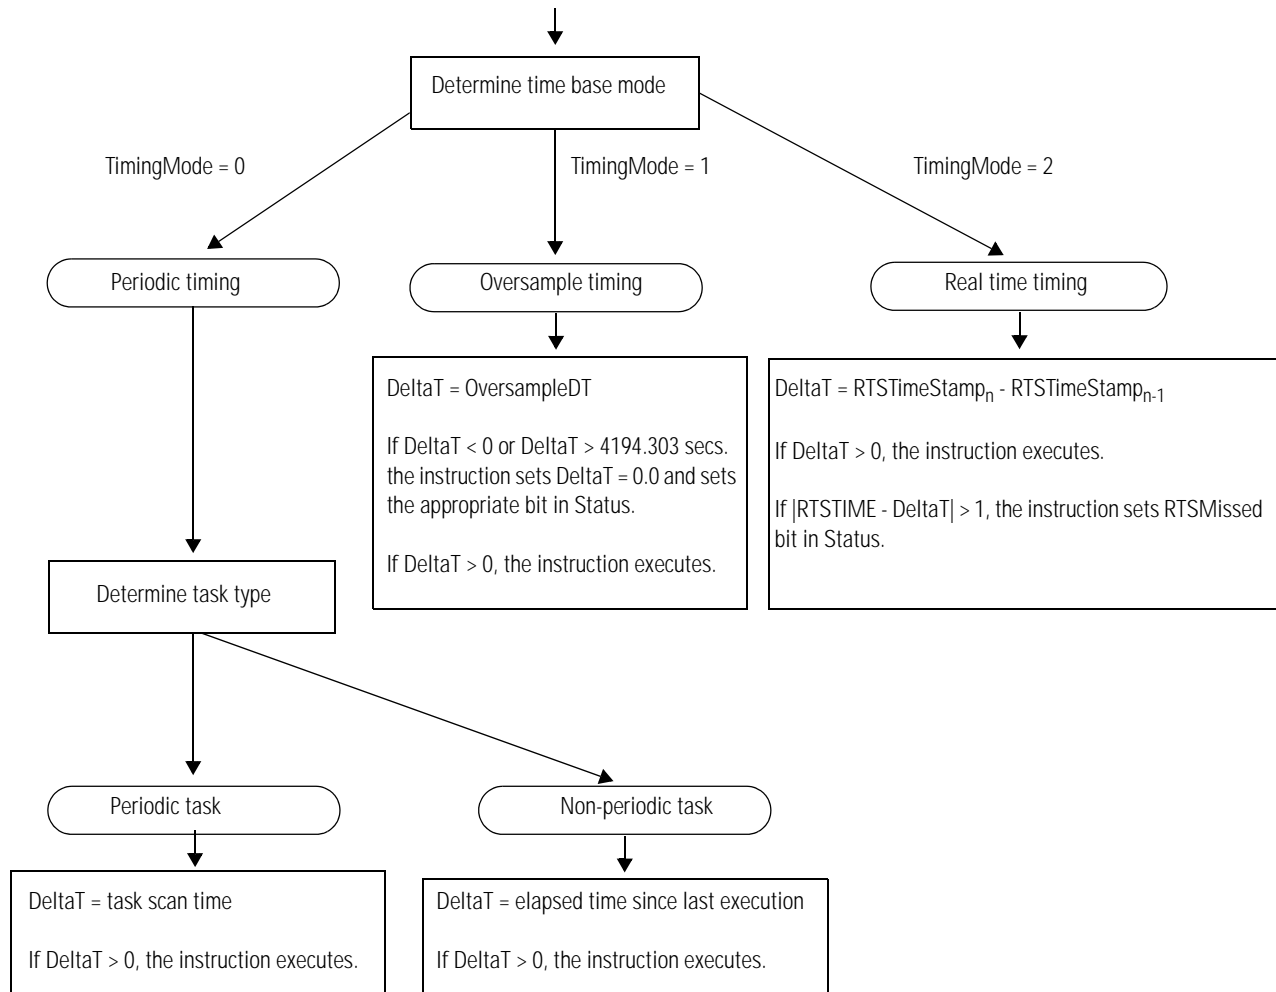 Determine time base mode
TimingMode = 0
TimingMode = 1
TimingMode = 2
Periodic timing
Oversample timing
Real time timing
DeltaT = OversampleDT
If DeltaT < 0 or DeltaT > 4194.303 secs.
the instruction sets DeltaT = 0.0 and sets
the appropriate bit in Status.
If DeltaT > 0, the instruction executes.
DeltaT = RTSTimeStampn - RTSTimeStampn-1
If DeltaT > 0, the instruction executes.
If |RTSTIME - DeltaT| > 1, the instruction sets RTSMissed
bit in Status.
Determine task type
Periodic task
Non-periodic task
DeltaT = task scan time
If DeltaT > 0, the instruction executes.
DeltaT = elapsed time since last execution
If DeltaT > 0, the instruction executes.